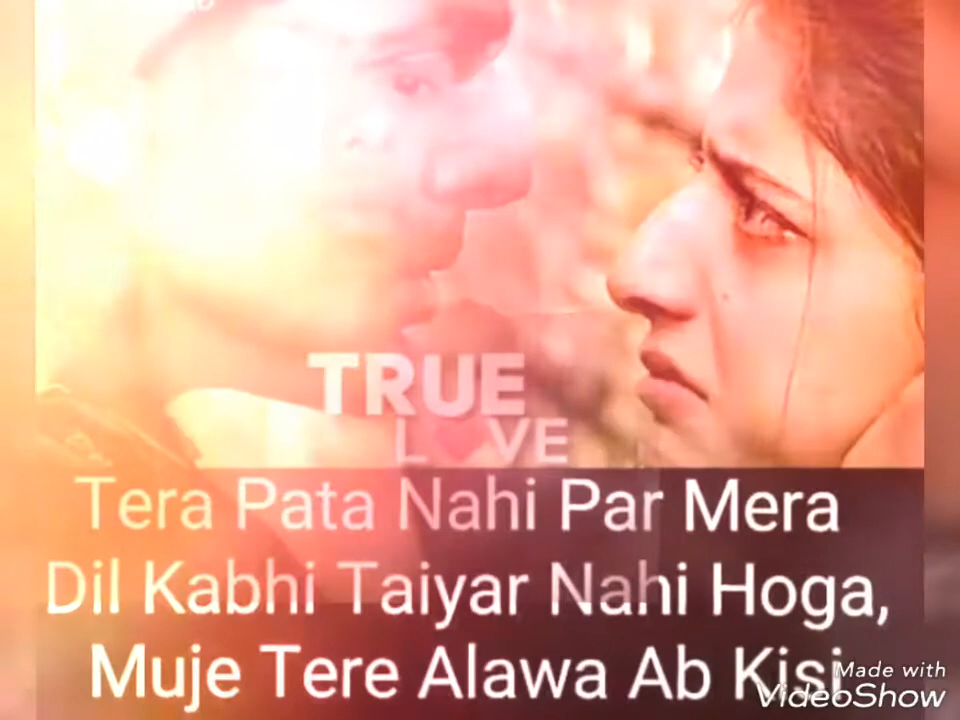 TRUE
LOVE
Tera Pata Nahi Par Mera
Dil Kabhi Taiyar Nahi Hoga,
Muje Tere Alawa Ab Kisi
Made with
VideoShow